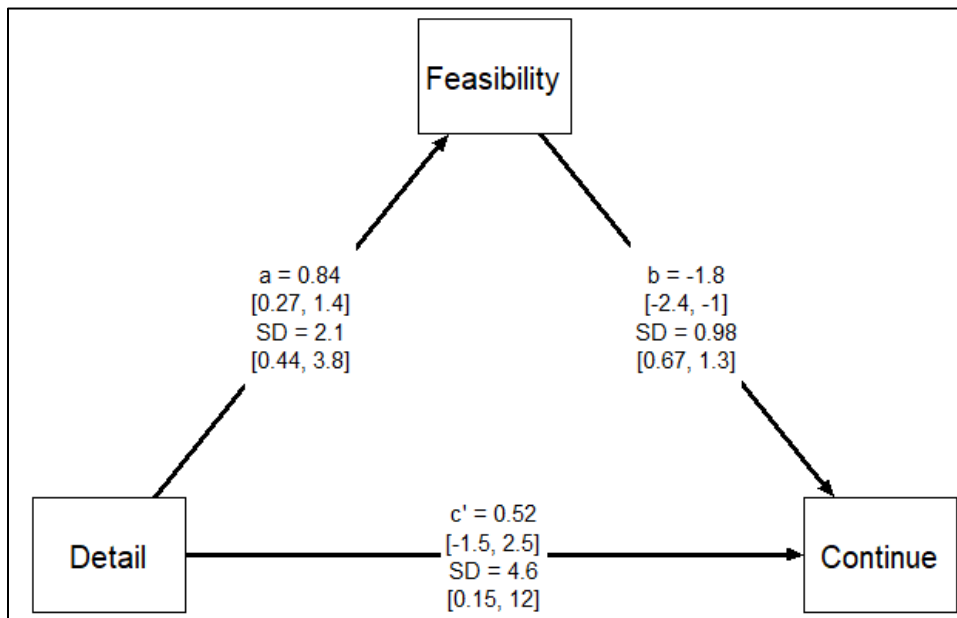 Feasibility
a = 0.84
[0.27, 1.4]
SD = 2.1
[0.44, 3.8]
b = -1.8
[-2.4, -1]
SD = 0.98
[0.67, 1.3]
Detail
c' = 0.52
[-1.5, 2.5]
SD = 4.6
[0.15, 12]
Continue